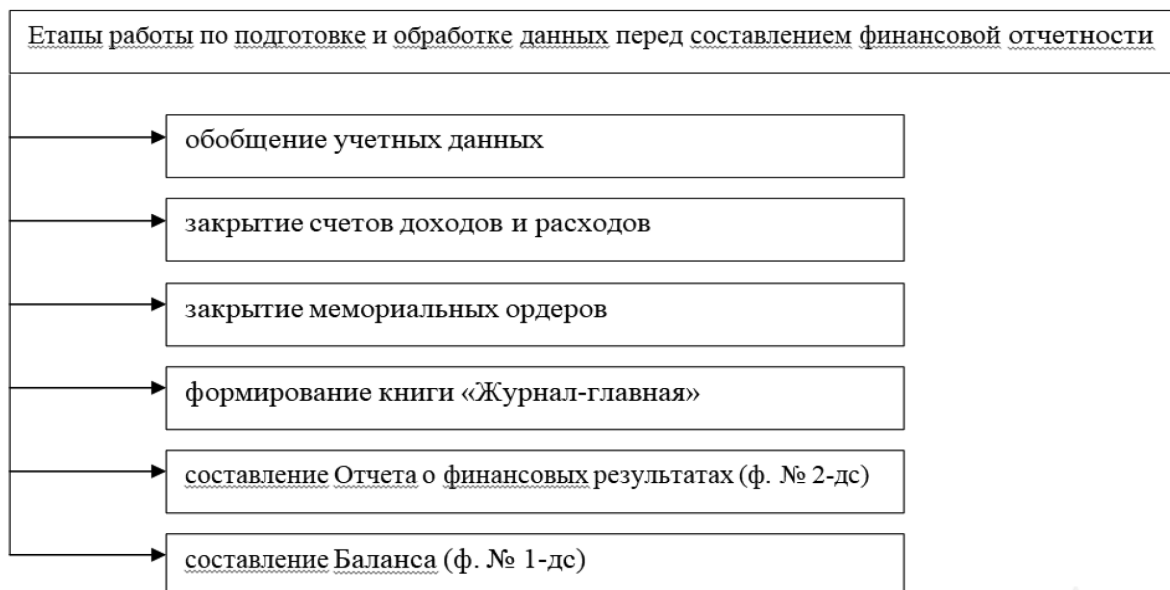 Етапы работы по подготовке и обработке данных перед составлением финансовой отчетности
обобщение учетных данных
закрытие счетов доходов и расходов
закрытие мемориальных ордеров
формирование книги «Журнал-главная»
составление Отчета о финансовых результатах (ф. № 2-дс)
составление Баланса (ф. № 1-дс)